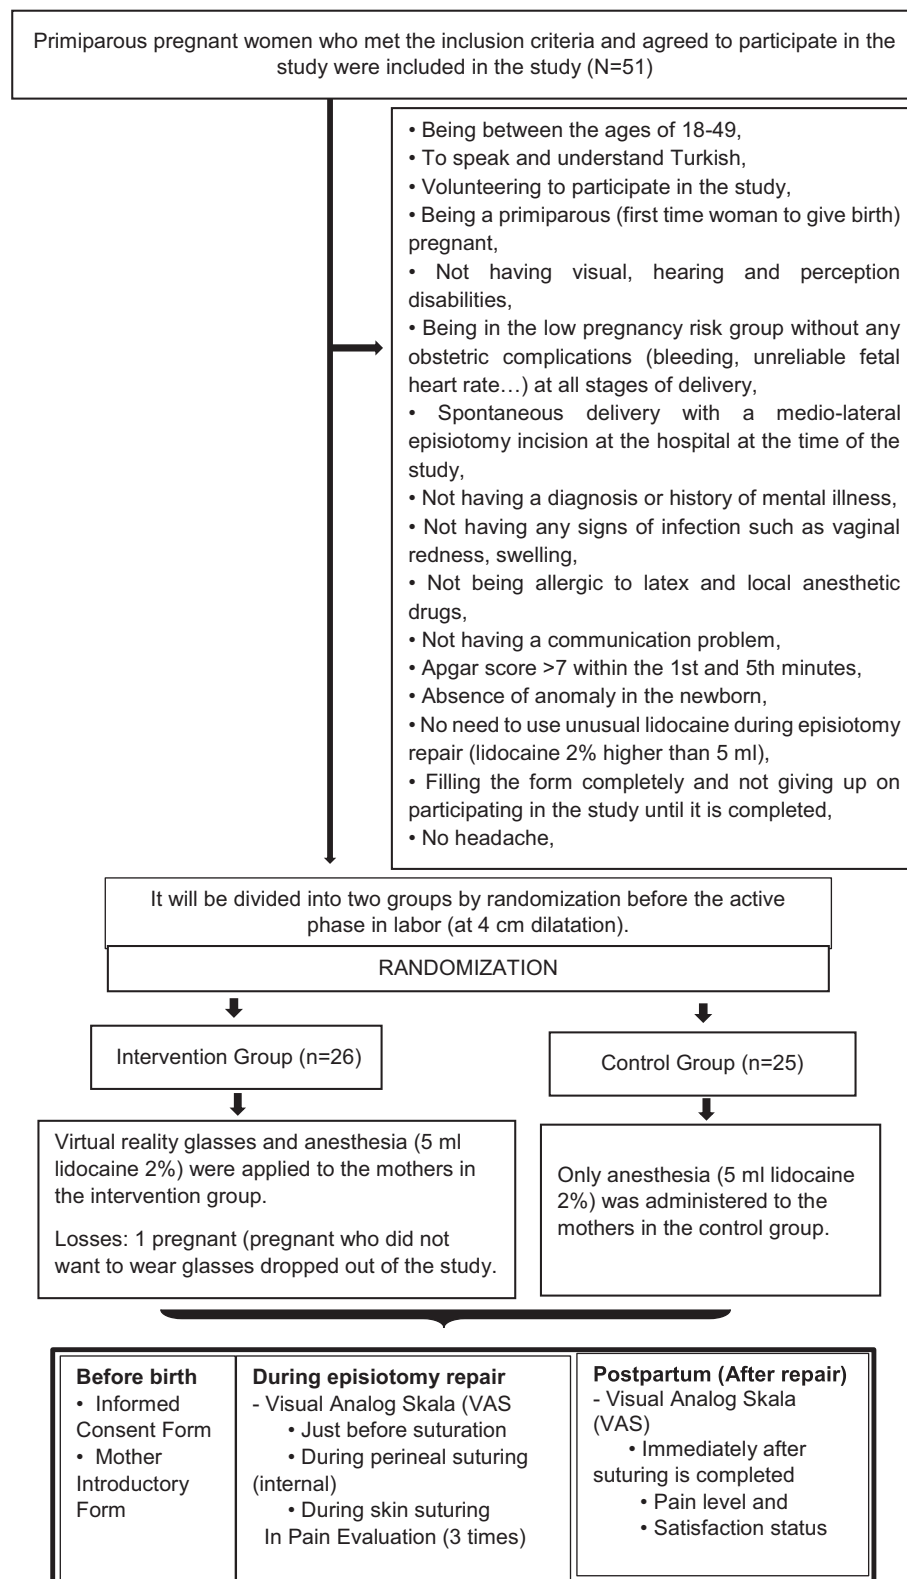 Primiparous pregnant women who met the inclusion criteria and agreed to participate in the
study were included in the study (N=51)
• Being between the ages of 18-49,
• To speak and understand Turkish,
• Volunteering to participate in the study,
• Being a primiparous (first time woman to give birth)
pregnant,
• Not having visual, hearing and perception
disabilities,
• Being in the low pregnancy risk group without any
obstetric complications (bleeding, unreliable fetal
heart rate…) at all stages of delivery,
• Spontaneous delivery with a medio-lateral
episiotomy incision at the hospital at the time of the
study,
• Not having a diagnosis or history of mental illness,
• Not having any signs of infection such as vaginal
redness, swelling,
• Not being allergic to latex and local anesthetic
drugs,
• Not having a communication problem,
• Apgar score >7 within the 1st and 5th minutes,
• Absence of anomaly in the newborn,
• No need to use unusual lidocaine during episiotomy
repair (lidocaine 2% higher than 5 ml),
• Filling the form completely and not giving up on
participating in the study until it is completed,
• No headache,
It will be divided into two groups by randomization before the active
phase in labor (at 4 cm dilatation).
RANDOMIZATION
Intervention Group (n=26)
Control Group (n=25)
Virtual reality glasses and anesthesia (5 ml
lidocaine 2%) were applied to the mothers in
the intervention group.
Losses: 1 pregnant (pregnant who did not
want to wear glasses dropped out of the study.
Only anesthesia (5 ml lidocaine
2%) was administered to the
mothers in the control group.
Before birth
• Informed
Consent Form
• Mother
Introductory
Form
During episiotomy repair
- Visual Analog Skala (VAS
• Just before suturation
• During perineal suturing
(internal)
• During skin suturing
In Pain Evaluation (3 times)
Postpartum (After repair)
- Visual Analog Skala
(VAS)
• Immediately after
suturing is completed
• Pain level and
• Satisfaction status